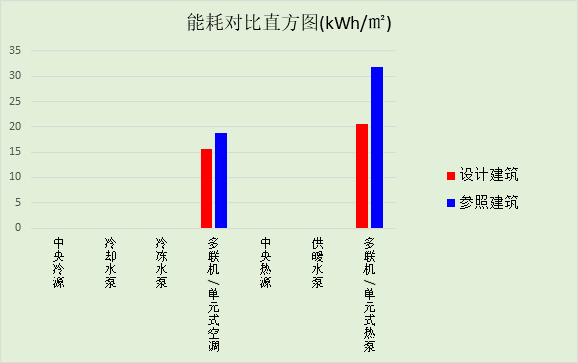 能耗对比直方图(kWh/㎡)
35
30
25
20
15
10
5
0
设计建筑
参照建筑
中央冷源
冷却水泵
冷冻水泵
多联机/单元式空调
中央热源
供暖水泵
多联机/单元式热泵